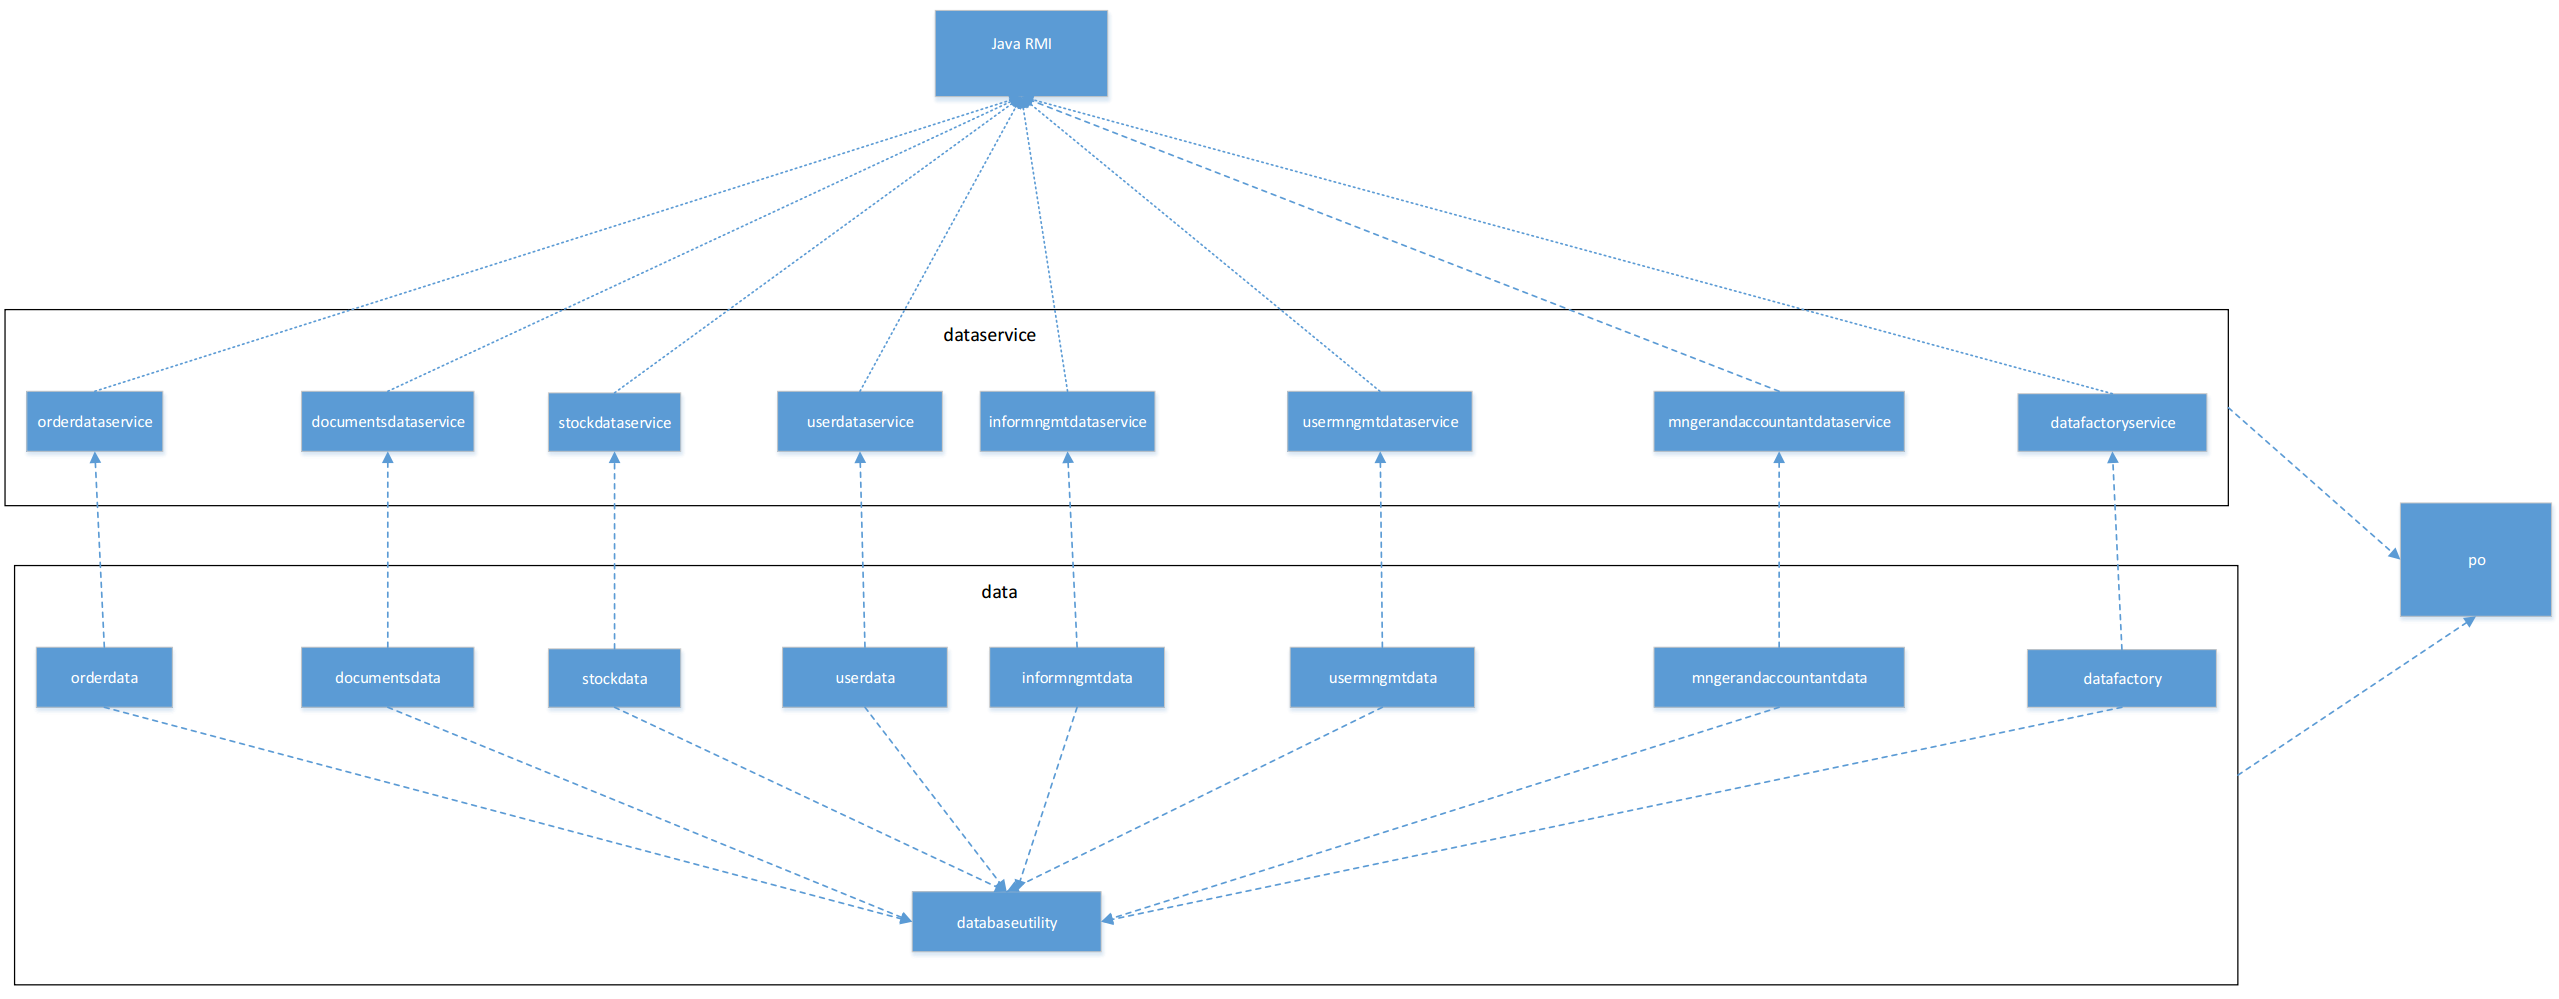 Java RMI
dataservice
orderdataservice
documentsdataservice
stockdataservice
userdataservice
informngmtdataservice
usermngmtdataservice
mngerandaccountantdataservice
datafactoryservice
po
data
orderdata
documentsdata
stockdata
userdata
informngmtdata
usermngmtdata
mngerandaccountantdata
datafactory
databaseutility